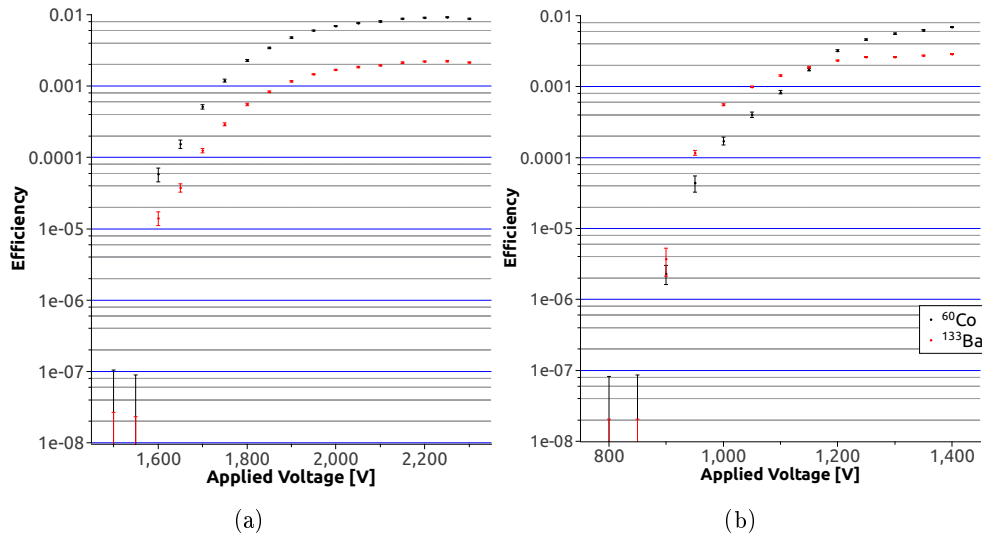 0.01
0.001
0.0001
1e-05
1e-06
1e-07
1e-08
Efficiency
1,600
1,800
2,000
2,200
Applied Voltage [V]
(a)
0.01
0.001
0.0001
1e-05
1e-06
1e-07
1e-08
Efficiency
800
1,000
1,200
1,400
Applied Voltage [V]
⁶⁰Co
¹³³Ba
(b)